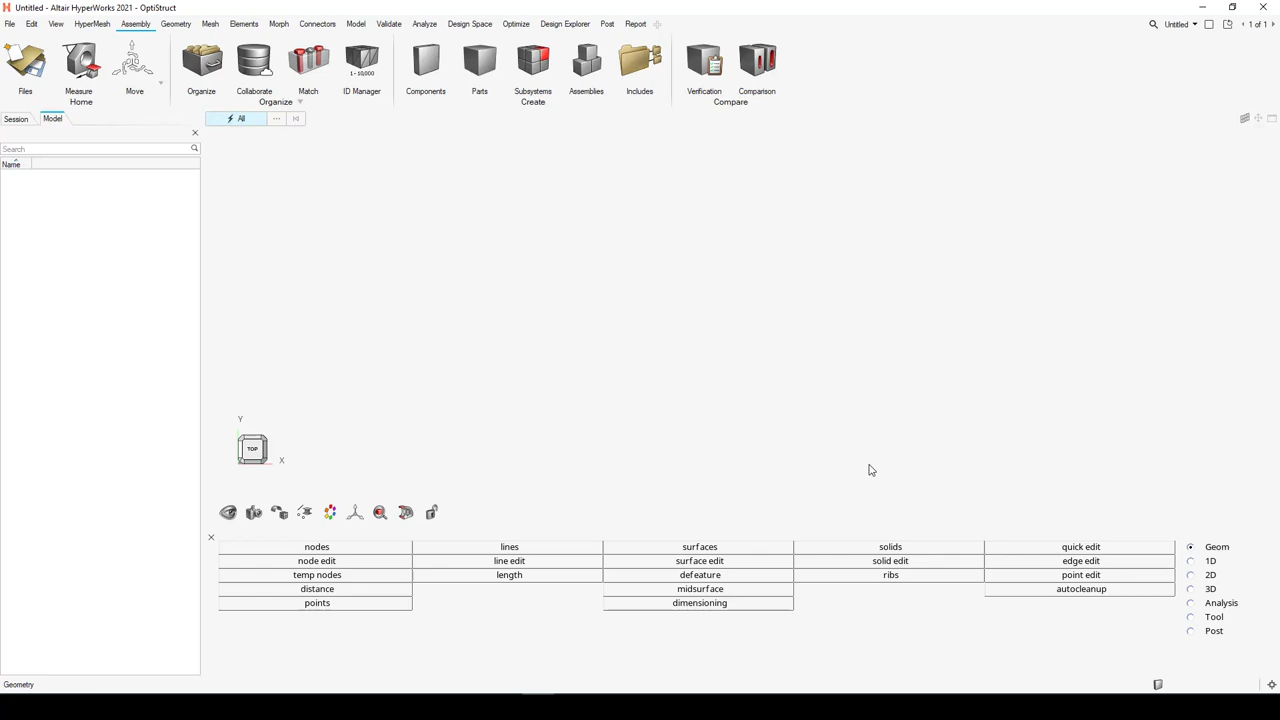 Untitled - Altair HyperWorks 2021 - OptiStruct
File Edit View HyperMesh Assembly Geometry Mesh Elements Morph Connectors Model Validate Analyze Design Space Optimize Design Explorer Post Report Untitled 1 of 1
1-10,000
Files Measure Move Organize Collaborate Match ID Manager Components Parts Subsystems Assemblies Includes Verification Comparison
Home Organize Create Compare
Session Model All
Search
Name
Y
TOP
X
nodes lines surfaces solids quick edit Geom
node edit line edit surface edit solid edit edge edit 1D
temp nodes length defeature ribs point edit 2D
distance midsurface autocleanup 3D
points dimensioning Analysis
Tool
Post
Geometry